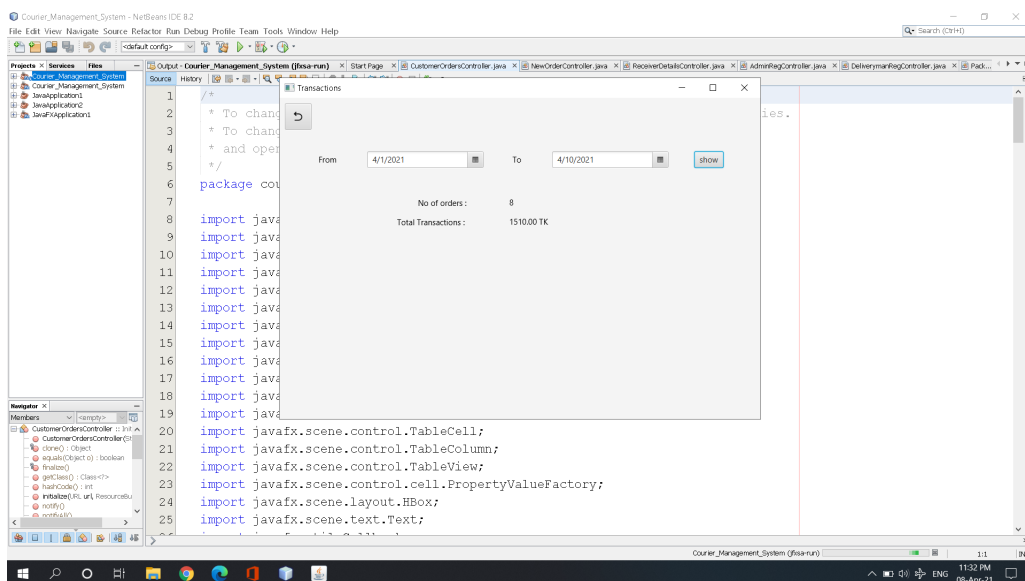 Courier_Management_System - NetBeans IDE 8.2
File Edit View Navigate Source Refactor Run Debug Profile Team Tools Window Help
Search (Ctrl+I)
<default config>
Projects × Services Files
Output - Courier_Management_System (jfxsa-run) × Start Page × CustomerOrdersController.java × NewOrderController.java × ReceiverDetailsController.java × AdminRegController.java × DeliverymanRegController.java × Pack...
Courier_Management_System
Courier_Management_System
JavaApplication1
JavaApplication2
JavaFXApplication1
Source History
Transactions
From 4/1/2021 To 4/10/2021 show
No of orders : 8
Total Transactions : 1510.00 TK
1 /*
2 * To chang ies.
3 * To chang
4 * and oper
5 */
6 package cou
7
8 import java
9 import java
10 import java
11 import java
12 import java
13 import java
14 import java
15 import java
16 import java
17 import java
18 import java
19 import java
20 import javafx.scene.control.TableCell;
21 import javafx.scene.control.TableColumn;
22 import javafx.scene.control.TableView;
23 import javafx.scene.control.cell.PropertyValueFactory;
24 import javafx.scene.layout.HBox;
25 import javafx.scene.text.Text;
Navigator ×
Members <empty>
CustomerOrdersController :: Init
CustomerOrdersController(St
clone() : Object
equals(Object o) : boolean
finalize()
getClass() : Class<?>
hashCode() : int
initialize(URL url, ResourceBu
notify()
notifyAll()
Courier_Management_System (jfxsa-run) 1:1
ENG 11:32 PM
08-Apr-21